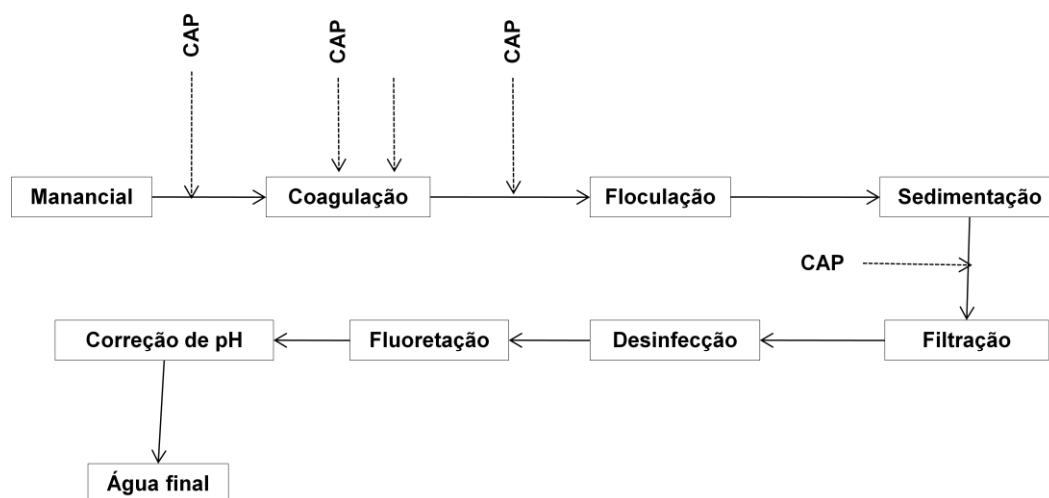 CAP
CAP
CAP
Manancial
Coagulação
Floculação
Sedimentação
CAP
Correção de pH
Fluoretação
Desinfecção
Filtração
Água final